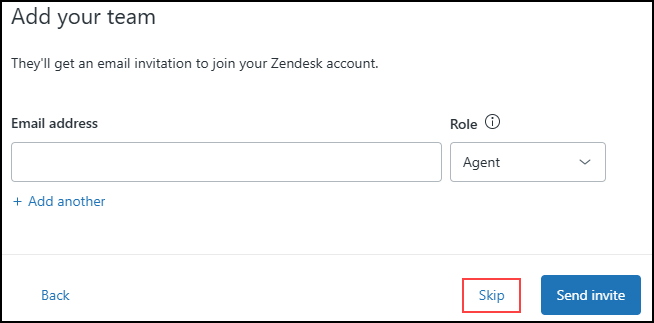 Add your team
They'll get an email invitation to join your Zendesk account.
Email address
Role
Agent
+ Add another
Back
Skip
Send invite